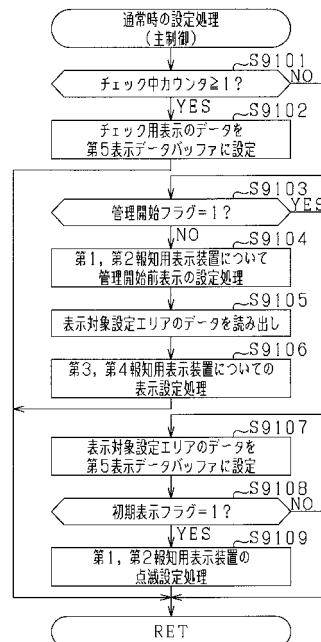 通常時の設定処理
(主制御)
S9101
チェック中カウンタ≧1?
NO
YES
S9102
チェック用表示のデータを
第5表示データバッファに設定
S9103
管理開始フラグ=1?
YES
NO
S9104
第1,第2報知用表示装置について
管理開始前表示の設定処理
S9105
表示対象設定エリアのデータを読み出し
S9106
第3,第4報知用表示装置についての
表示設定処理
S9107
表示対象設定エリアのデータを
第5表示データバッファに設定
S9108
初期表示フラグ=1?
NO
YES
S9109
第1,第2報知用表示装置の
点滅設定処理
RET